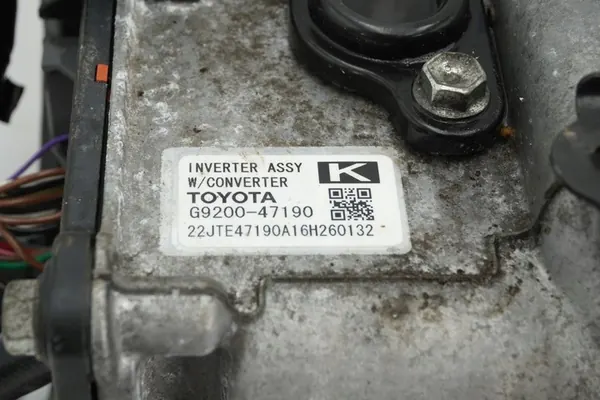 INVERTER ASSY
W/CONVERTER
K
TOYOTA
G9200-47190
22JTE47190A16H260132